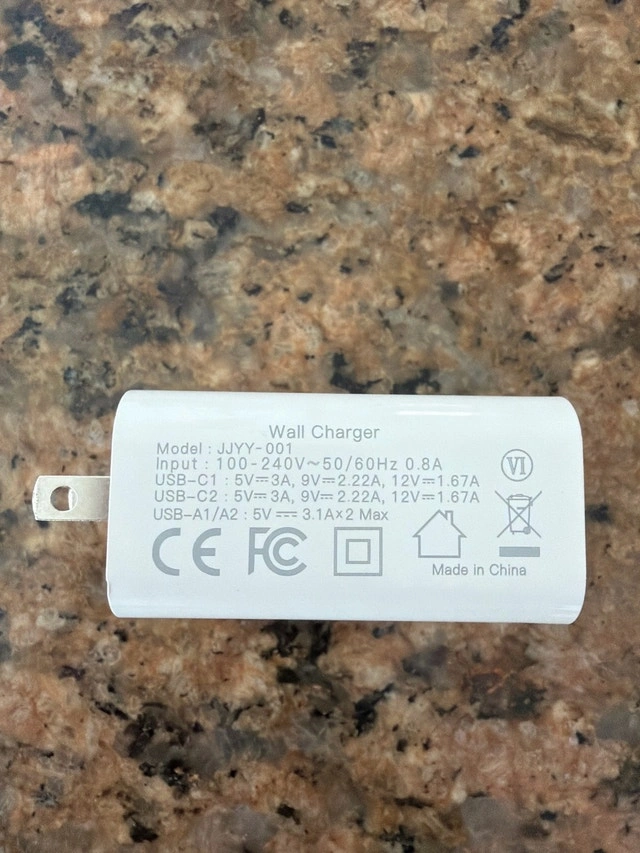 Wall Charger
Model : JJYY-001
Input : 100-240V~50/60Hz 0.8A
USB-C1 : 5V⎓3A, 9V⎓2.22A, 12V⎓1.67A
USB-C2 : 5V⎓3A, 9V⎓2.22A, 12V⎓1.67A
USB-A1/A2 : 5V ⎓ 3.1A×2 Max
VI
CE FC
Made in China